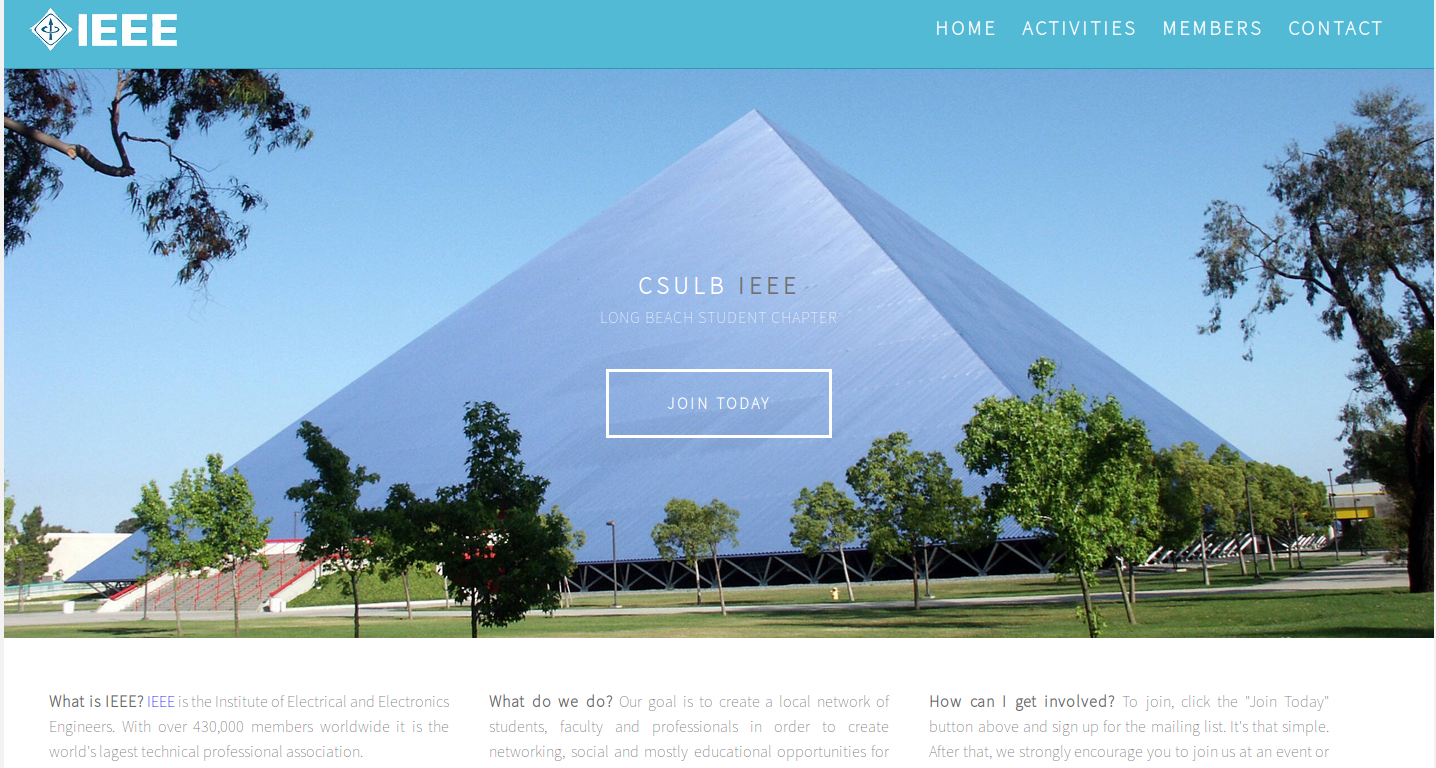 IEEE
HOME ACTIVITIES MEMBERS CONTACT
CSULB IEEE
LONG BEACH STUDENT CHAPTER
JOIN TODAY
What is IEEE? IEEE is the Institute of Electrical and Electronics
Engineers. With over 430,000 members worldwide it is the
world's lagest technical professional association.
What do we do? Our goal is to create a local network of
students, faculty and professionals in order to create
networking, social and mostly educational opportunities for
How can I get involved? To join, click the "Join Today"
button above and sign up for the mailing list. It's that simple.
After that, we strongly encourage you to join us at an event or